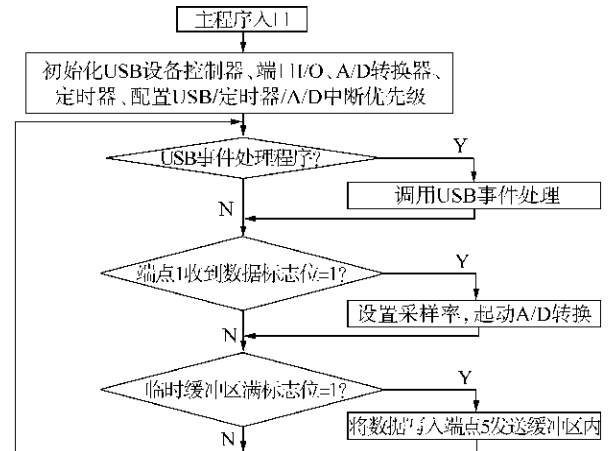 主程序入口
初始化USB设备控制器、端口I/O、A/D转换器、
定时器、配置USB/定时器/A/D中断优先级
USB事件处理程序?
Y
调用USB事件处理
N
端点1收到数据标志位=1?
Y
设置采样率,起动A/D转换
N
临时缓冲区满标志位=1?
Y
将数据写入端点5发送缓冲区内
N